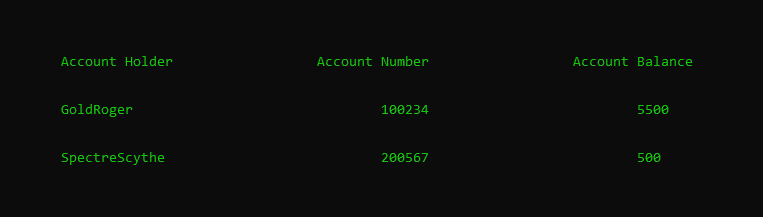 Account Holder Account Number Account Balance
GoldRoger 100234 5500
SpectreScythe 200567 500